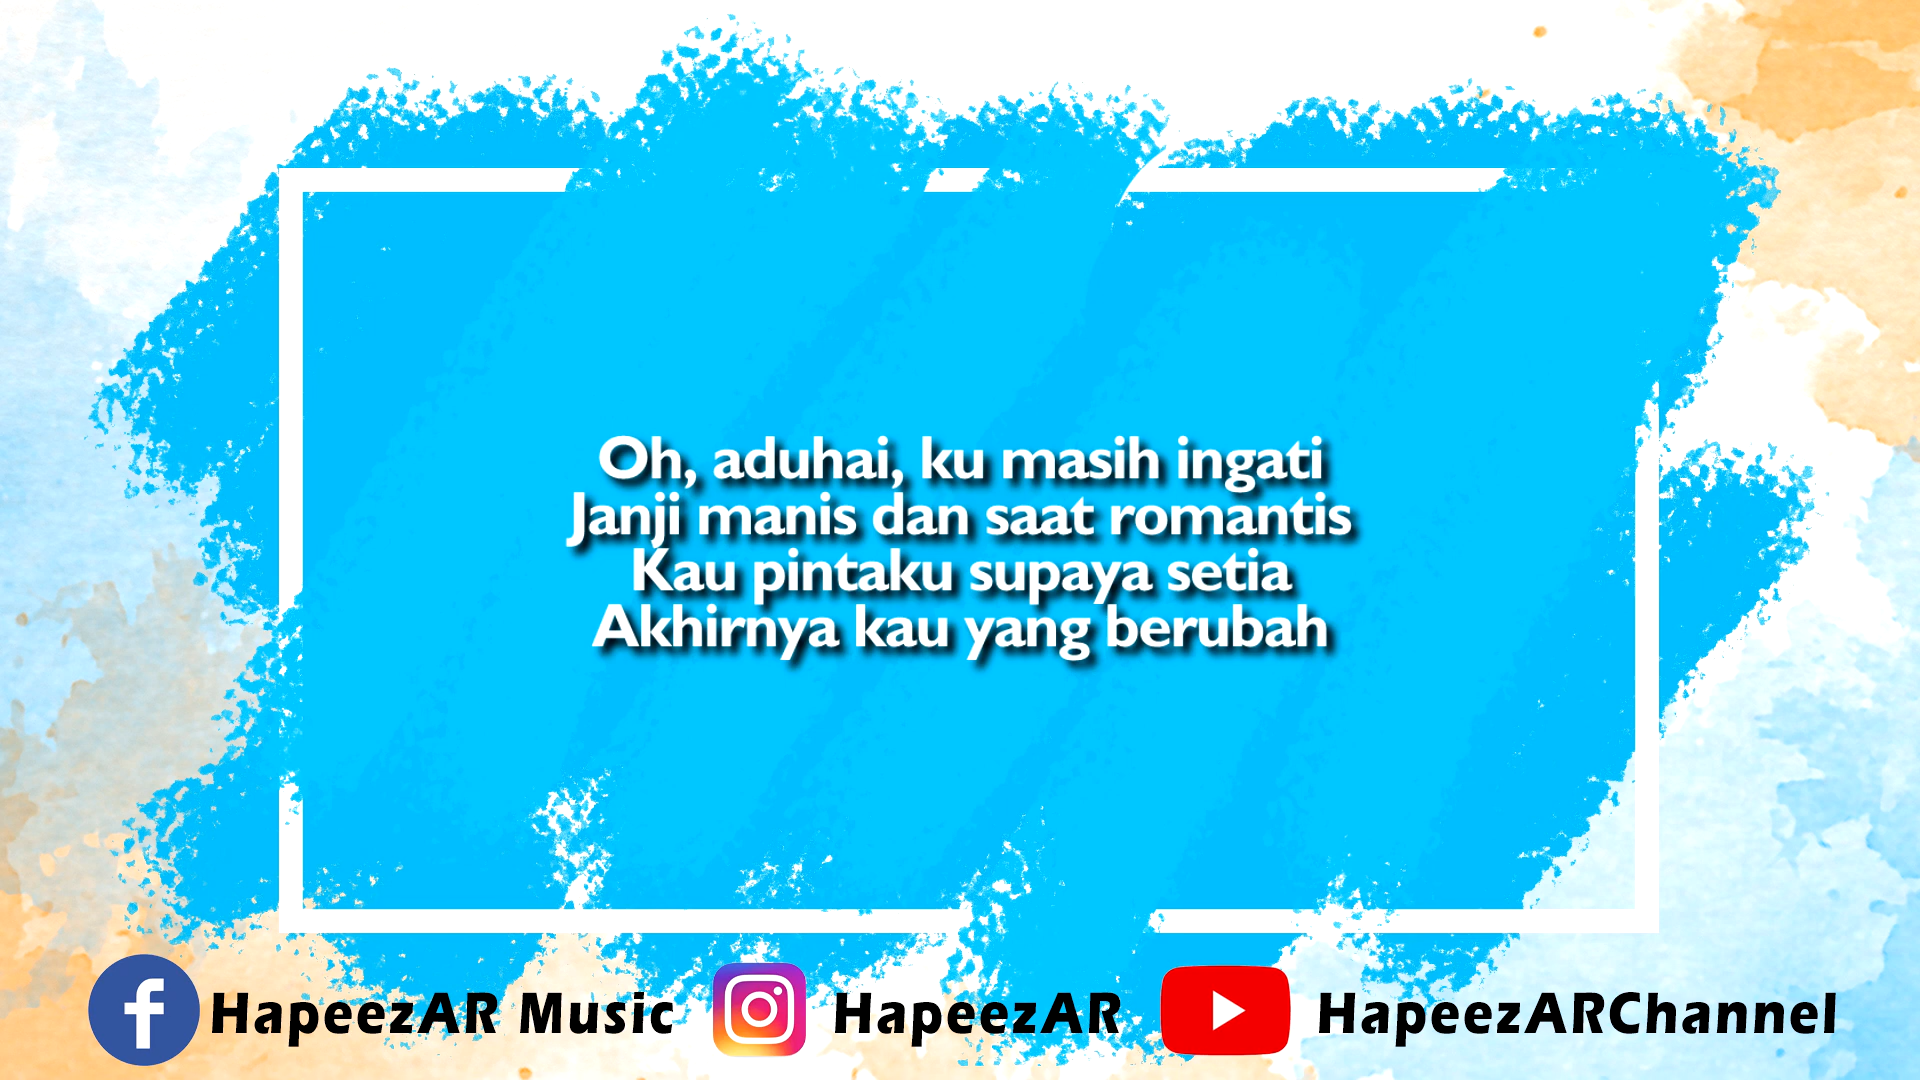 Oh, aduhai, ku masih ingati
Janji manis dan saat romantis
Kau pintaku supaya setia
Akhirnya kau yang berubah
HapeezAR Music HapeezAR HapeezARChannel